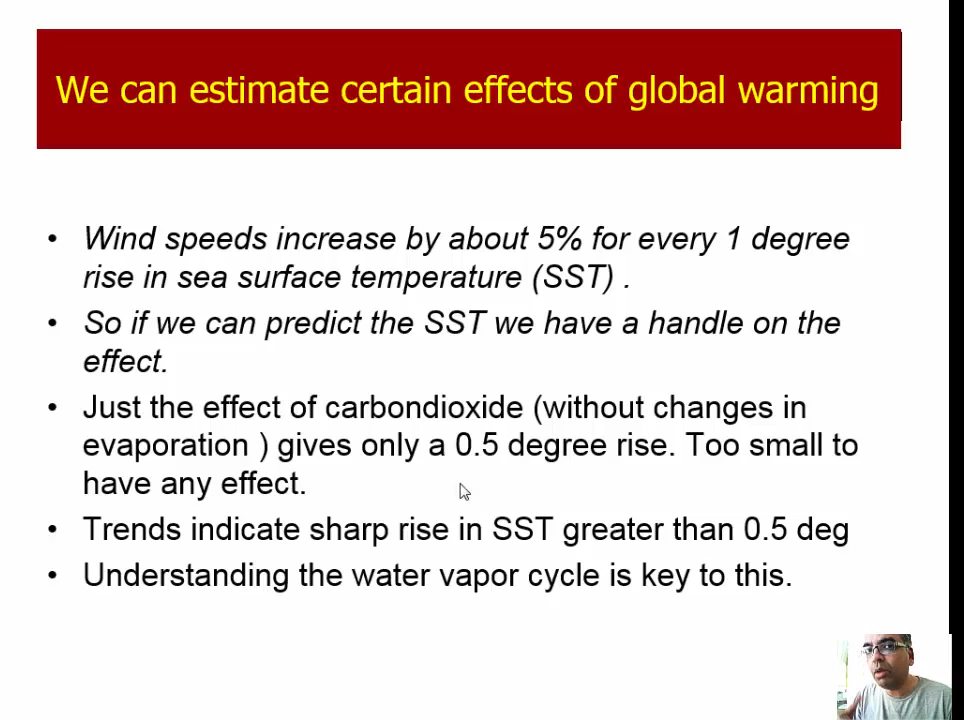 We can estimate certain effects of global warming
• Wind speeds increase by about 5% for every 1 degree
rise in sea surface temperature (SST) .
• So if we can predict the SST we have a handle on the
effect.
• Just the effect of carbondioxide (without changes in
evaporation ) gives only a 0.5 degree rise. Too small to
have any effect.
• Trends indicate sharp rise in SST greater than 0.5 deg
• Understanding the water vapor cycle is key to this.